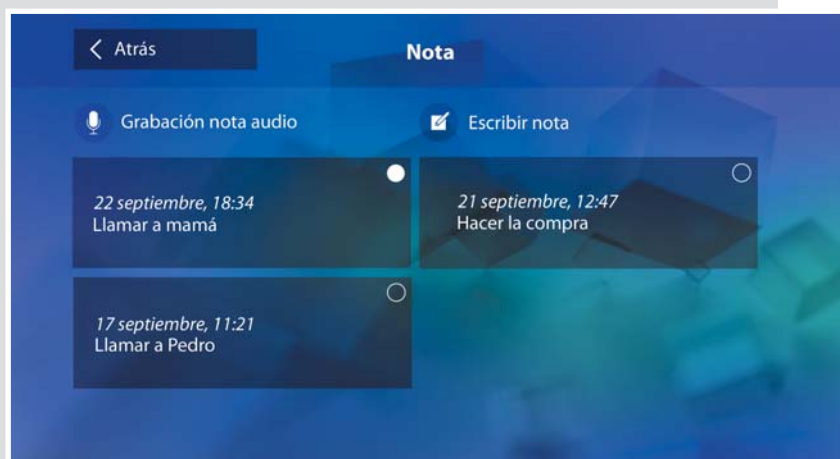 Atrás
Nota
Grabación nota audio
Escribir nota
22 septiembre, 18:34
Llamar a mamá
21 septiembre, 12:47
Hacer la compra
17 septiembre, 11:21
Llamar a Pedro